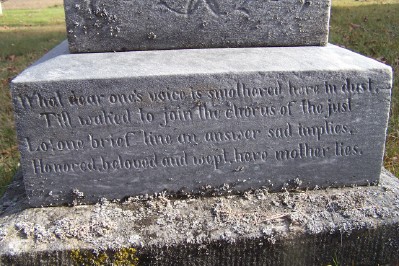 What dear one's voice is smothered here in dust
Till waked to join the chorus of the just
Lo! one brief line an answer sad implies.
Honored, beloved and wept, here mother lies.